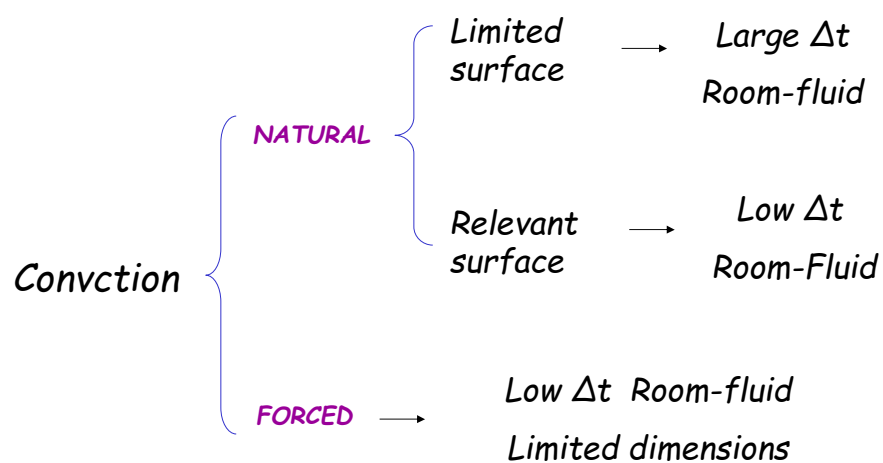 Limited
surface
Large Δt
Room-fluid
NATURAL
Relevant
surface
Low Δt
Room-Fluid
Convction
FORCED
Low Δt Room-fluid
Limited dimensions